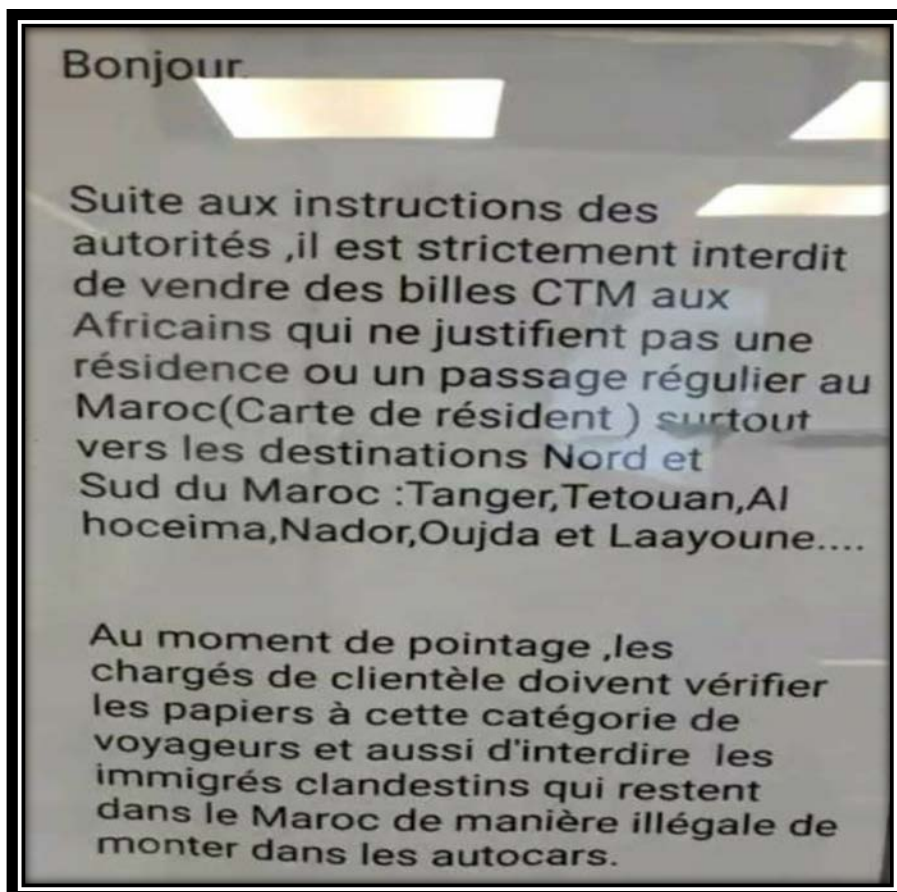 Bonjour.
Suite aux instructions des
autorités ,il est strictement interdit
de vendre des billes CTM aux
Africains qui ne justifient pas une
résidence ou un passage régulier au
Maroc(Carte de résident ) surtout
vers les destinations Nord et
Sud du Maroc :Tanger,Tetouan,Al
hoceima,Nador,Oujda et Laayoune....
Au moment de pointage ,les
chargés de clientèle doivent vérifier
les papiers à cette catégorie de
voyageurs et aussi d'interdire les
immigrés clandestins qui restent
dans le Maroc de manière illégale de
monter dans les autocars.